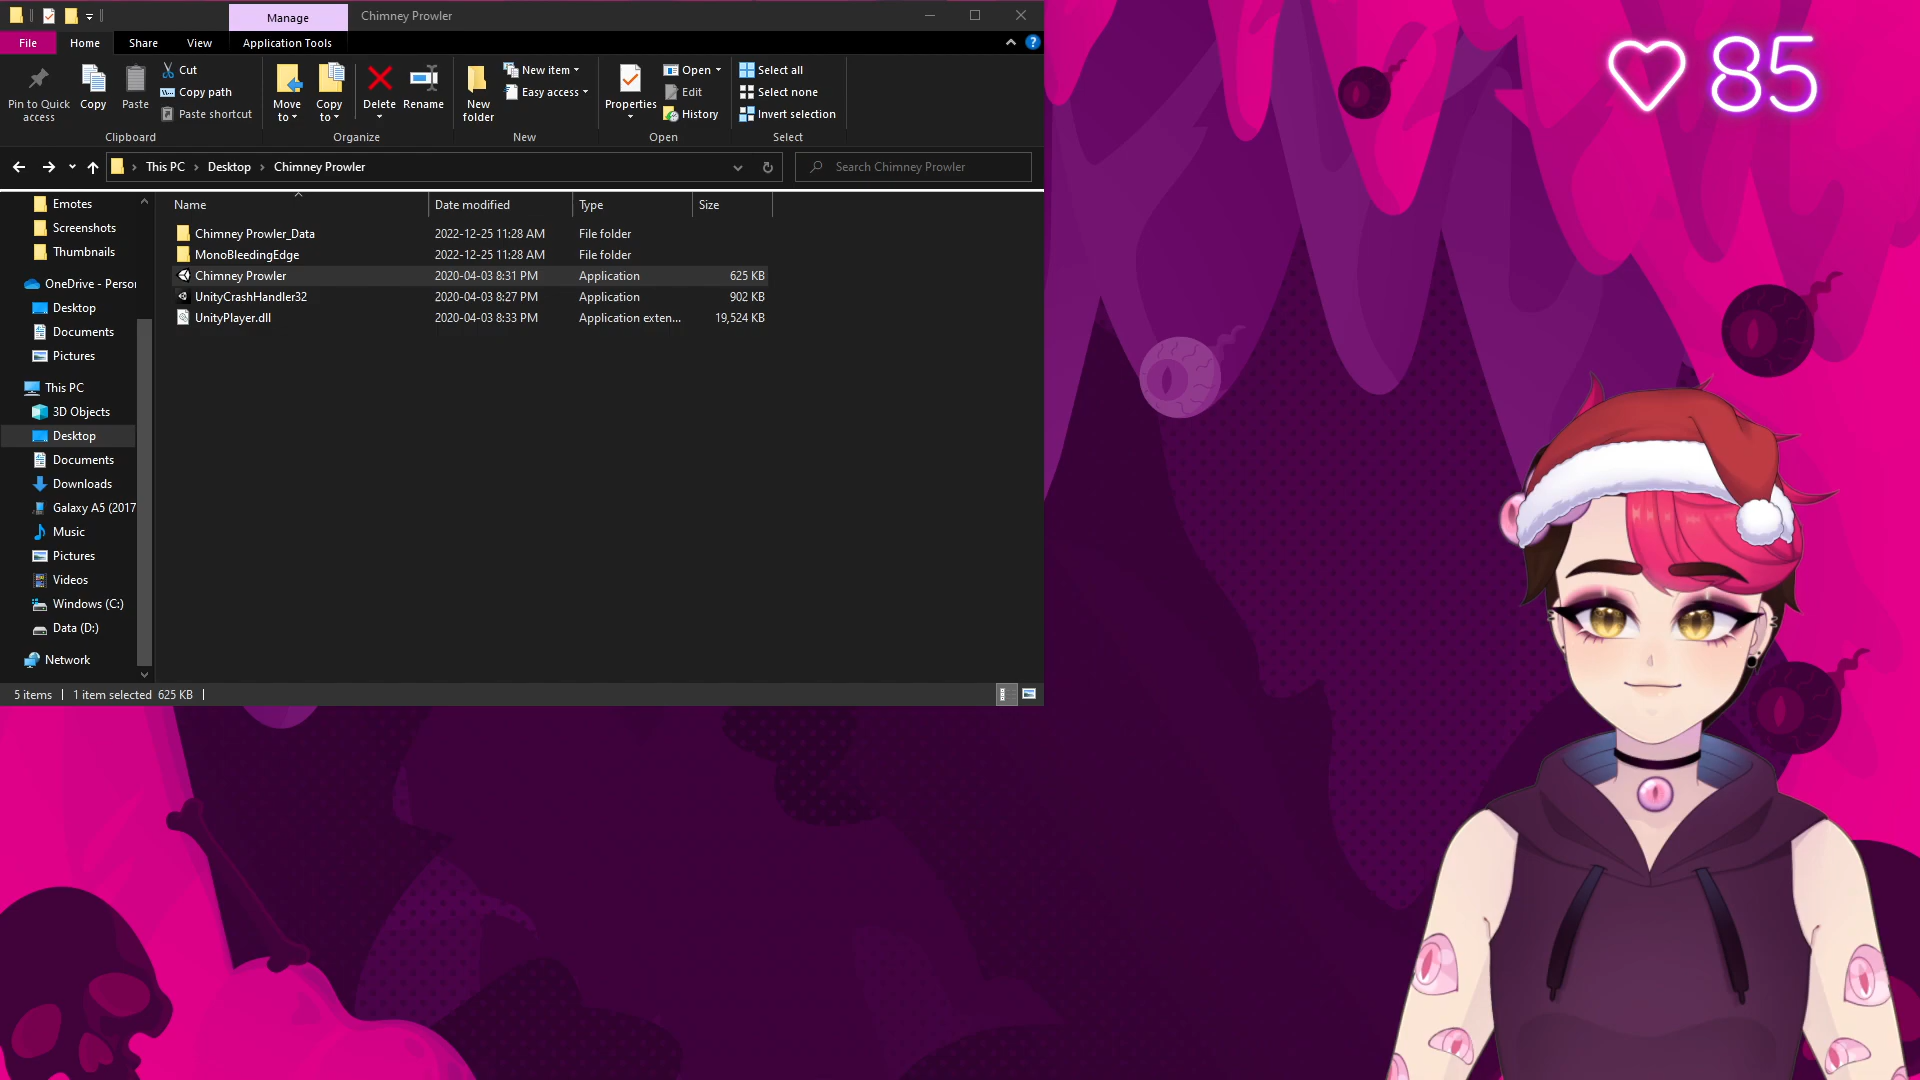 Manage
Chimney Prowler
File
Home
Share
View
Application Tools
Pin to Quick access
Copy
Paste
Cut
Copy path
Paste shortcut
Move to
Copy to
Delete
Rename
New folder
New item
Easy access
Properties
Open
Edit
History
Select all
Select none
Invert selection
Clipboard
Organize
New
Open
Select
This PC > Desktop > Chimney Prowler
Search Chimney Prowler
Name Date modified Type Size
Chimney Prowler_Data 2022-12-25 11:28 AM File folder
MonoBleedingEdge 2022-12-25 11:28 AM File folder
Chimney Prowler 2020-04-03 8:31 PM Application 625 KB
UnityCrashHandler32 2020-04-03 8:27 PM Application 902 KB
UnityPlayer.dll 2020-04-03 8:33 PM Application exten... 19,524 KB
Emotes
Screenshots
Thumbnails
OneDrive - Person
Desktop
Documents
Pictures
This PC
3D Objects
Desktop
Documents
Downloads
Galaxy A5 (2017
Music
Pictures
Videos
Windows (C:)
Data (D:)
Network
5 items
1 item selected 625 KB
85